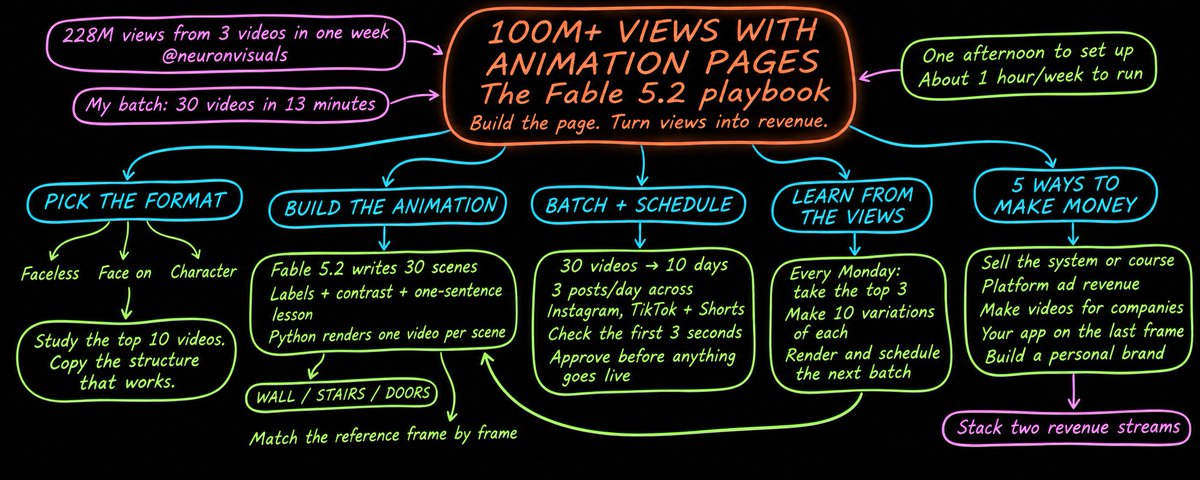 228M views from 3 videos in one week
@neuronvisuals
My batch: 30 videos in 13 minutes
100M+ VIEWS WITH
ANIMATION PAGES
The Fable 5.2 playbook
Build the page. Turn views into revenue.
One afternoon to set up
About 1 hour/week to run
PICK THE FORMAT
Faceless
Face on
Character
Study the top 10 videos.
Copy the structure
that works.
BUILD THE ANIMATION
Fable 5.2 writes 30 scenes
Labels + contrast + one-sentence
lesson
Python renders one video per scene
WALL / STAIRS / DOORS
Match the reference frame by frame
BATCH + SCHEDULE
30 videos → 10 days
3 posts/day across
Instagram, TikTok + Shorts
Check the first 3 seconds
Approve before anything
goes live
LEARN FROM
THE VIEWS
Every Monday:
take the top 3
Make 10 variations
of each
Render and schedule
the next batch
5 WAYS TO
MAKE MONEY
Sell the system or course
Platform ad revenue
Make videos for companies
Your app on the last frame
Build a personal brand
Stack two revenue streams